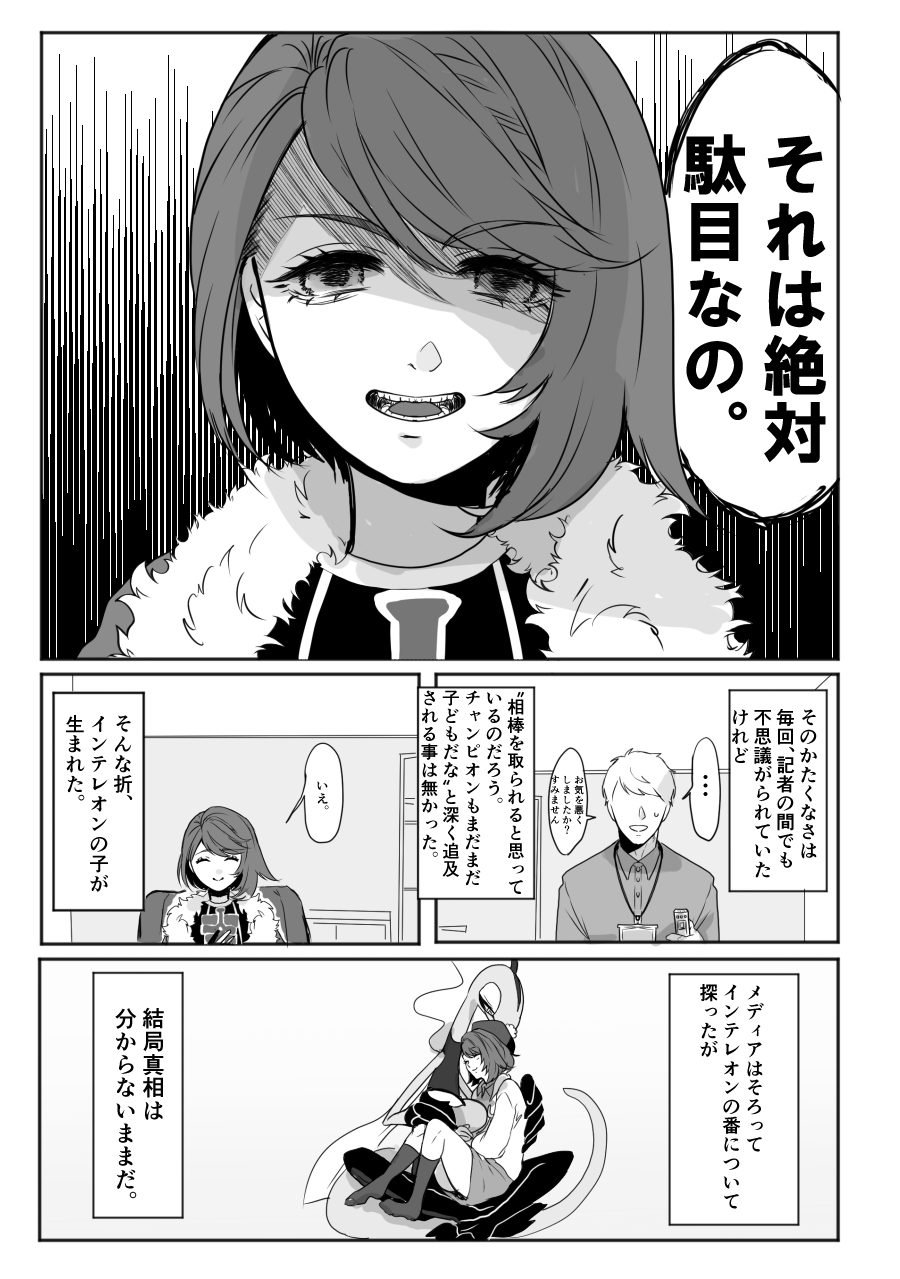 それは絶対
駄目なの。
そのかたくなさは
毎回、記者の間でも
不思議がられていた
けれど
・・・
お気を悪く
しましたか？
すみません
”相棒を取られると思って
いるのだろう。
チャンピオンもまだまだ
子どもだな“と深く追及
される事は無かった。
いえ。
そんな折、
インテレオンの子が
生まれた。
メディアはそろって
インテレオンの番について
探ったが
結局真相は
分からないままだ。